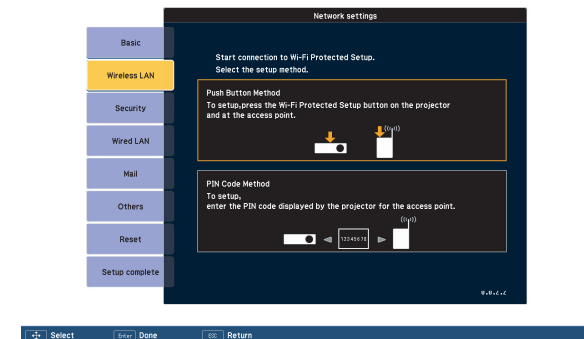 Network settings
Basic
Wireless LAN
Security
Wired LAN
Mail
Others
Reset
Setup complete
Start connection to Wi-Fi Protected Setup.
Select the setup method.
Push Button Method
To setup,press the Wi-Fi Protected Setup button on the projector
and at the access point.
PIN Code Method
To setup,
enter the PIN code displayed by the projector for the access point.
12345678
Select
Enter Done
ESC Return